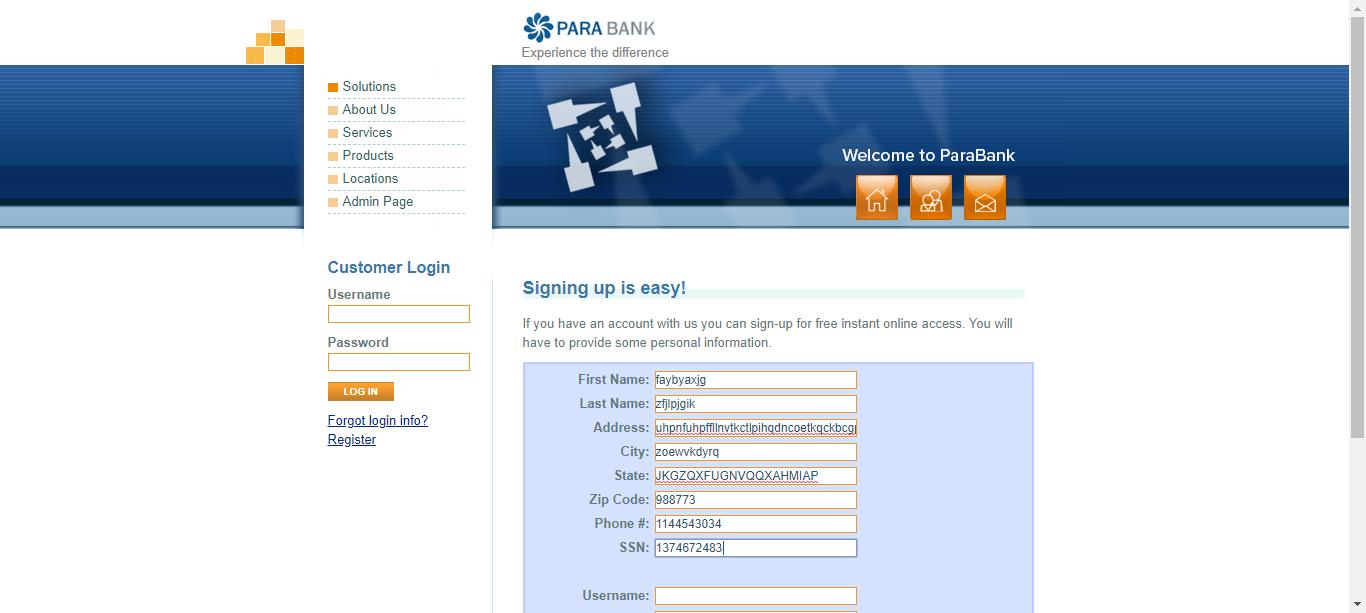 PARA BANK
Experience the difference
Solutions
About Us
Services
Products
Locations
Admin Page
Welcome to ParaBank
Customer Login
Username
Password
LOG IN
Forgot login info?
Register
Signing up is easy!
If you have an account with us you can sign-up for free instant online access. You will
have to provide some personal information.
First Name: faybyaxjg
Last Name: zfjlpjgik
Address: uhpnfuhpffllnvtkctlpihqdncoetkqckbcgp
City: zoewvkdyrq
State: JKGZQXFUGNVQQXAHMIAP
Zip Code: 988773
Phone #: 1144543034
SSN: 1374672483
Username: